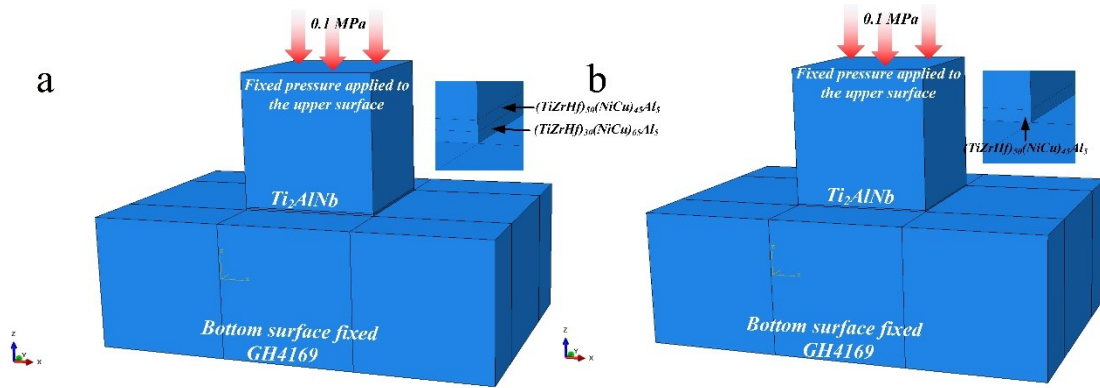 a
0.1 MPa
Fixed pressure applied to
the upper surface
(TiZrHf)₅₀(NiCu)₄₅Al₅
(TiZrHf)₃₀(NiCu)₆₅Al₅
Ti₂AlNb
Bottom surface fixed
GH4169
Z
Y
X
b
0.1 MPa
Fixed pressure applied to
the upper surface
(TiZrHf)₅₀(NiCu)₄₅Al₅
Ti₂AlNb
Bottom surface fixed
GH4169
Z
Y
X